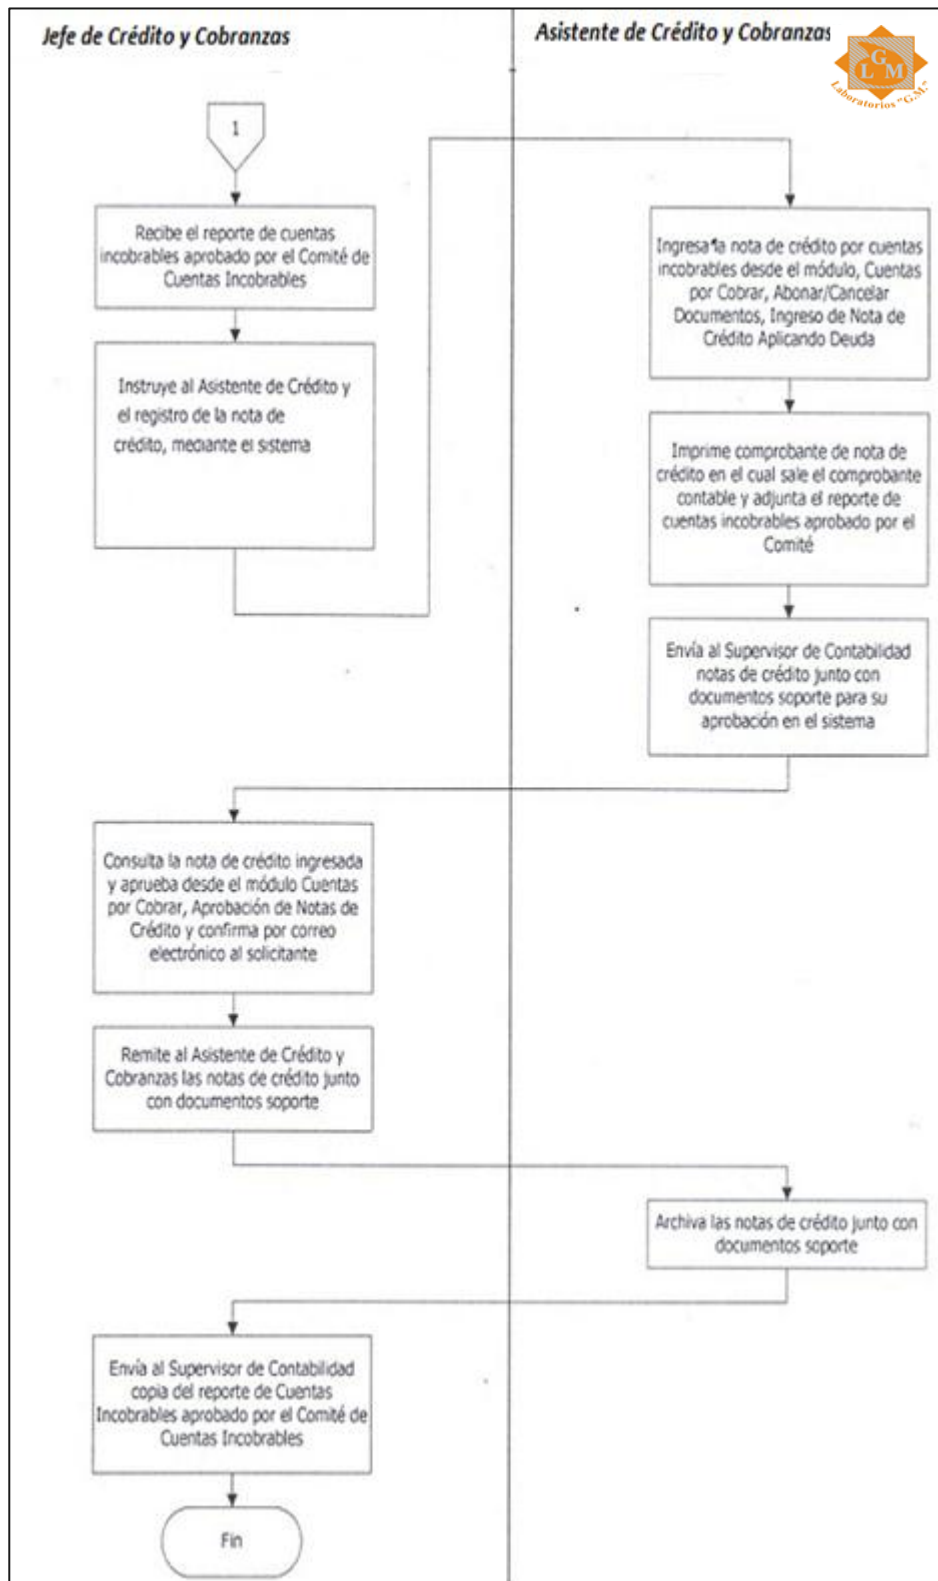 Jefe de Crédito y Cobranzas
Asistente de Crédito y Cobranzas
L G M
Laboratorios "G.M."
1
Recibe el reporte de cuentas
incobrables aprobado por el Comité de
Cuentas Incobrables
Instruye al Asistente de Crédito y
el registro de la nota de
crédito, mediante el sistema
Ingresa la nota de crédito por cuentas
incobrables desde el módulo, Cuentas
por Cobrar, Abonar/Cancelar
Documentos, Ingreso de Nota de
Crédito Aplicando Deuda
Imprime comprobante de nota de
crédito en el cual sale el comprobante
contable y adjunta el reporte de
cuentas incobrables aprobado por el
Comité
Envía al Supervisor de Contabilidad
notas de crédito junto con
documentos soporte para su
aprobación en el sistema
Consulta la nota de crédito ingresada
y aprueba desde el módulo Cuentas
por Cobrar, Aprobación de Notas de
Crédito y confirma por correo
electrónico al solicitante
Remite al Asistente de Crédito y
Cobranzas las notas de crédito junto
con documentos soporte
Archiva las notas de crédito junto con
documentos soporte
Envía al Supervisor de Contabilidad
copia del reporte de Cuentas
Incobrables aprobado por el Comité de
Cuentas Incobrables
Fin